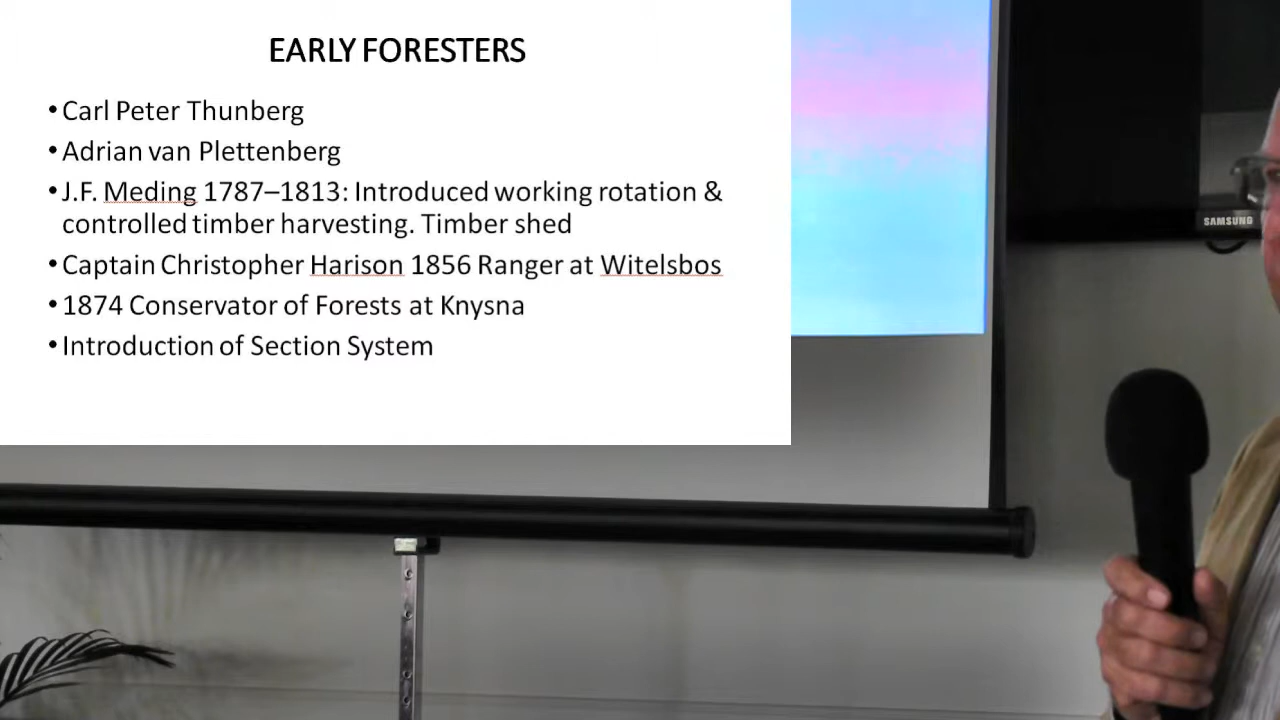 EARLY FORESTERS
•Carl Peter Thunberg
•Adrian van Plettenberg
•J.F. Meding 1787–1813: Introduced working rotation &
controlled timber harvesting. Timber shed
•Captain Christopher Harison 1856 Ranger at Witelsbos
•1874 Conservator of Forests at Knysna
•Introduction of Section System
SAMSUNG